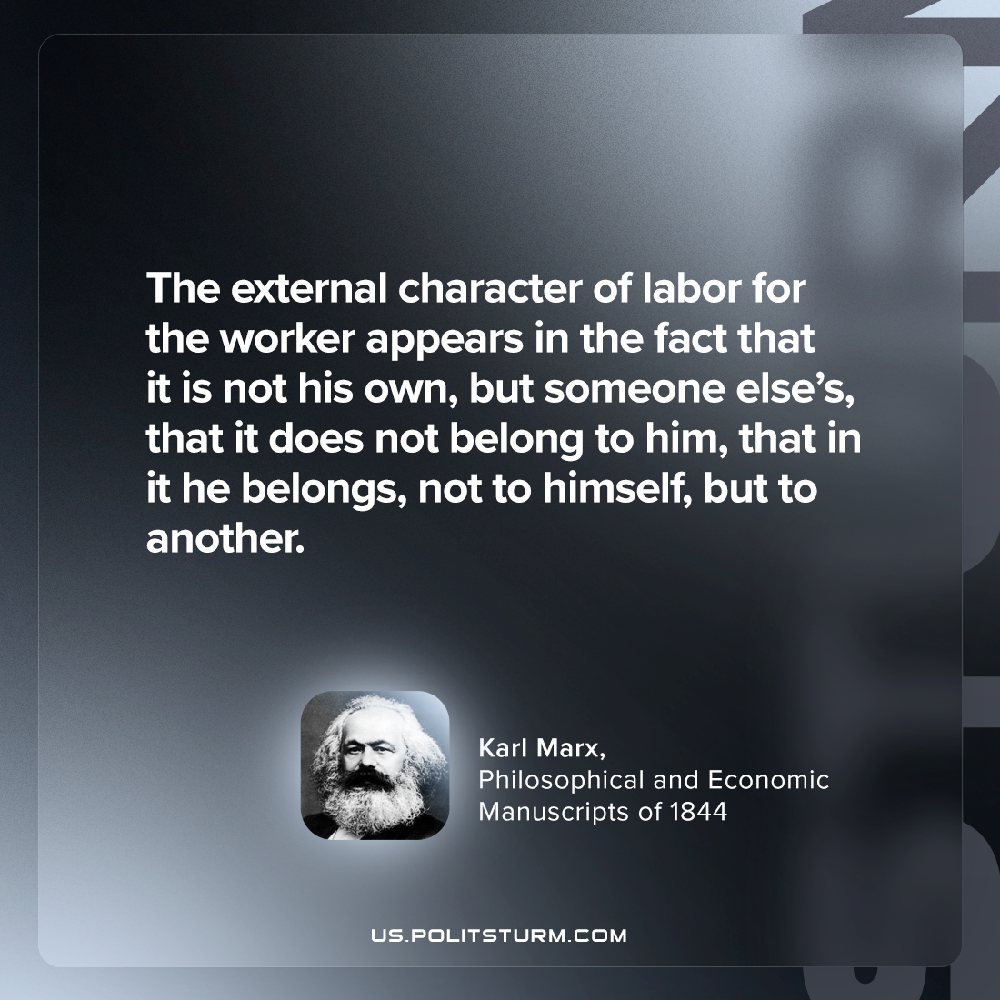 The external character of labor for
the worker appears in the fact that
it is not his own, but someone else’s,
that it does not belong to him, that in
it he belongs, not to himself, but to
another.
Karl Marx,
Philosophical and Economic
Manuscripts of 1844
US.POLITSTURM.COM